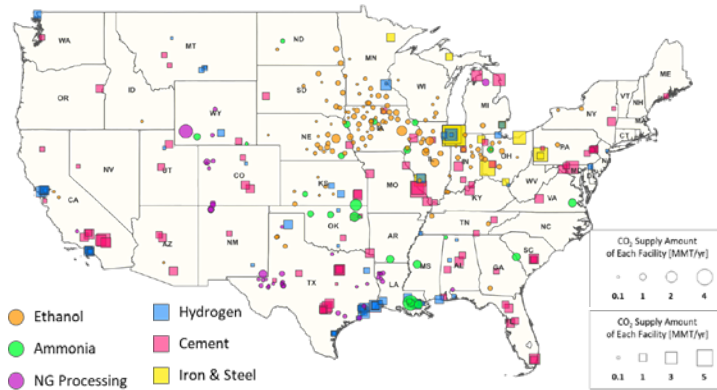 WA
MT
ND
MN
ME
OR
ID
WY
SD
WI
MI
NY
VT
NH
MA
CT
NV
UT
CO
NE
IA
IL
OH
PA
NJ
CA
KS
MO
KY
WV
MD
VA
AZ
NM
OK
AR
TN
NC
TX
LA
MS
AL
GA
SC
Ethanol
Ammonia
NG Processing
Hydrogen
Cement
Iron & Steel
CO₂ Supply Amount
of Each Facility [MMT/yr]
0.1 1 2 4
CO₂ Supply Amount
of Each Facility [MMT/yr]
0.1 1 3 5